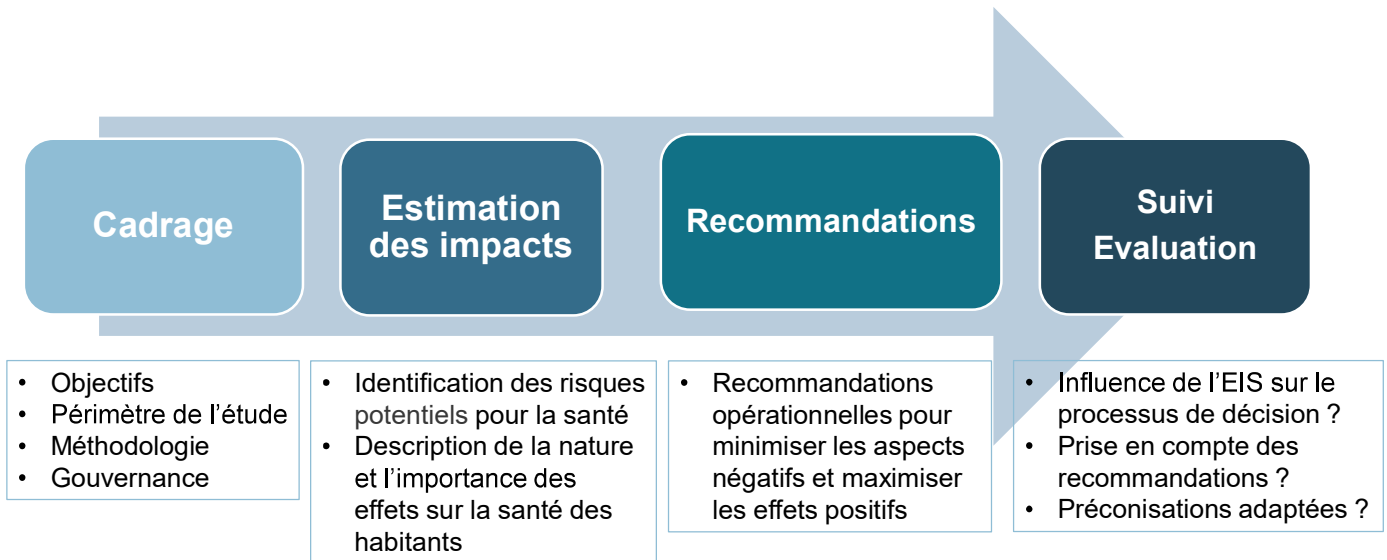 Cadrage
Estimation
des impacts
Recommandations
Suivi
Evaluation
• Objectifs
• Périmètre de l’étude
• Méthodologie
• Gouvernance
• Identification des risques
potentiels pour la santé
• Description de la nature
et l’importance des
effets sur la santé des
habitants
• Recommandations
opérationnelles pour
minimiser les aspects
négatifs et maximiser
les effets positifs
• Influence de l’EIS sur le
processus de décision ?
• Prise en compte des
recommandations ?
• Préconisations adaptées ?